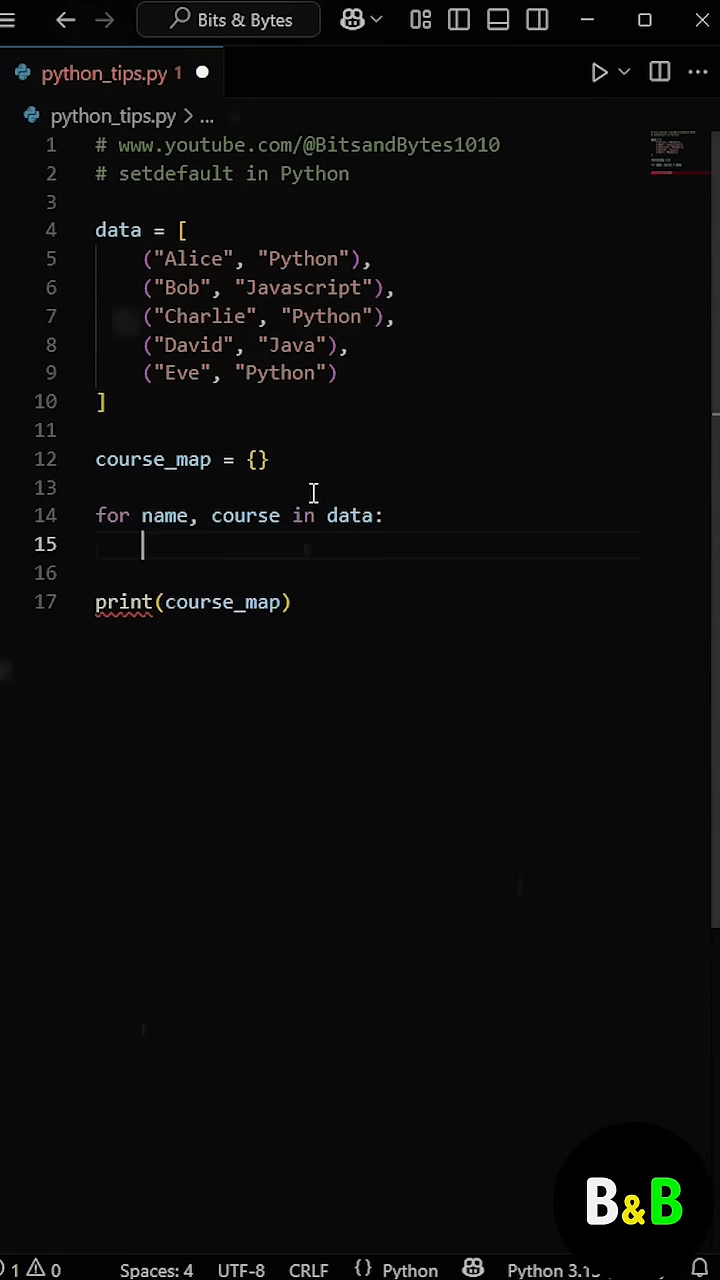 Bits & Bytes
python_tips.py 1
python_tips.py > ...
1 # www.youtube.com/@BitsandBytes1010
2 # setdefault in Python
3
4 data = [
5     ("Alice", "Python"),
6     ("Bob", "Javascript"),
7     ("Charlie", "Python"),
8     ("David", "Java"),
9     ("Eve", "Python")
10 ]
11
12 course_map = {}
13
14 for name, course in data:
15
16
17 print(course_map)
B&B
1 0 Spaces: 4 UTF-8 CRLF {} Python